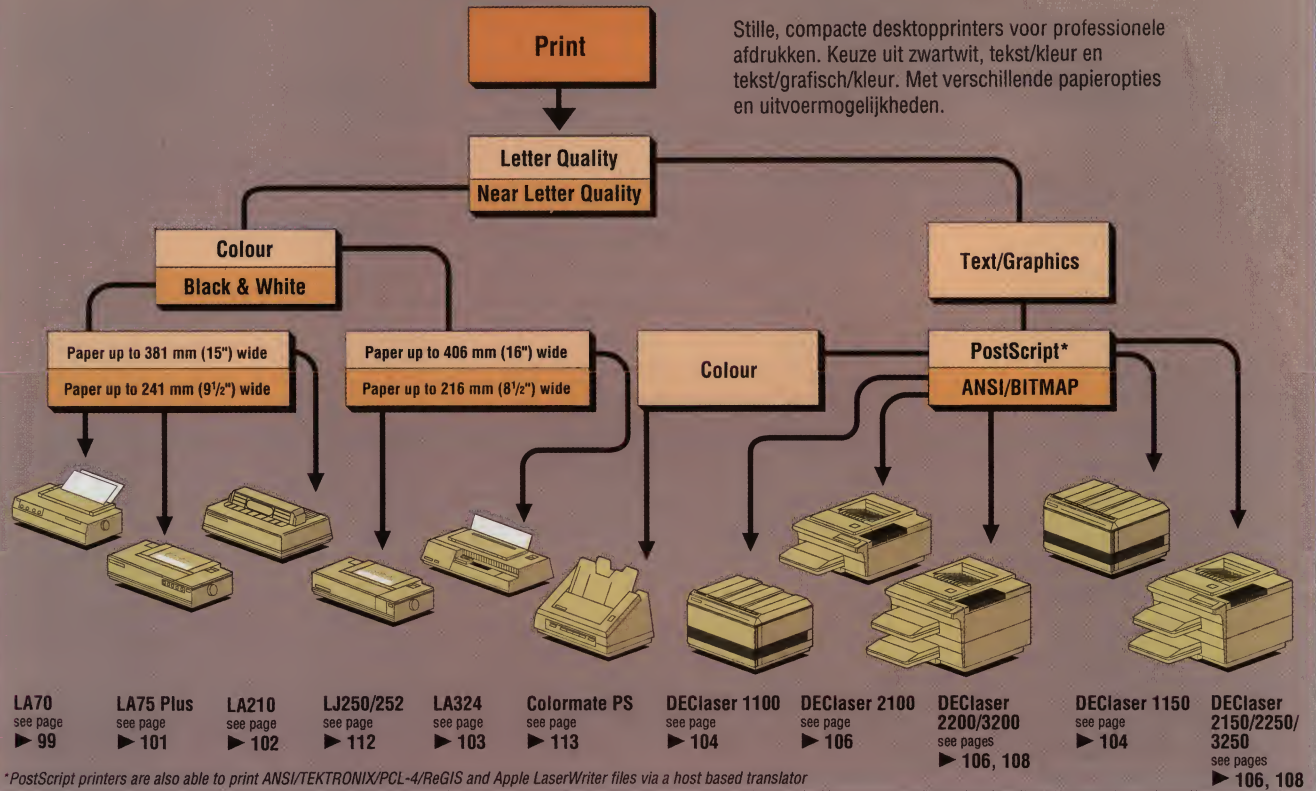 Print
Stille, compacte desktopprinters voor professionele
afdrukken. Keuze uit zwartwit, tekst/kleur en
tekst/grafisch/kleur. Met verschillende papieropties
en uitvoermogelijkheden.
Letter Quality
Near Letter Quality
Colour
Black & White
Text/Graphics
Paper up to 381 mm (15") wide
Paper up to 241 mm (9½") wide
Paper up to 406 mm (16") wide
Paper up to 216 mm (8½") wide
Colour
PostScript*
ANSI/BITMAP
LA70
see page
► 99
LA75 Plus
see page
► 101
LA210
see page
► 102
LJ250/252
see page
► 112
LA324
see page
► 103
Colormate PS
see page
► 113
DEClaser 1100
see page
► 104
DEClaser 2100
see page
► 106
DEClaser
2200/3200
see pages
► 106, 108
DEClaser 1150
see page
► 104
DEClaser
2150/2250/
3250
see pages
► 106, 108
*PostScript printers are also able to print ANSI/TEKTRONIX/PCL-4/ReGIS and Apple LaserWriter files via a host based translator